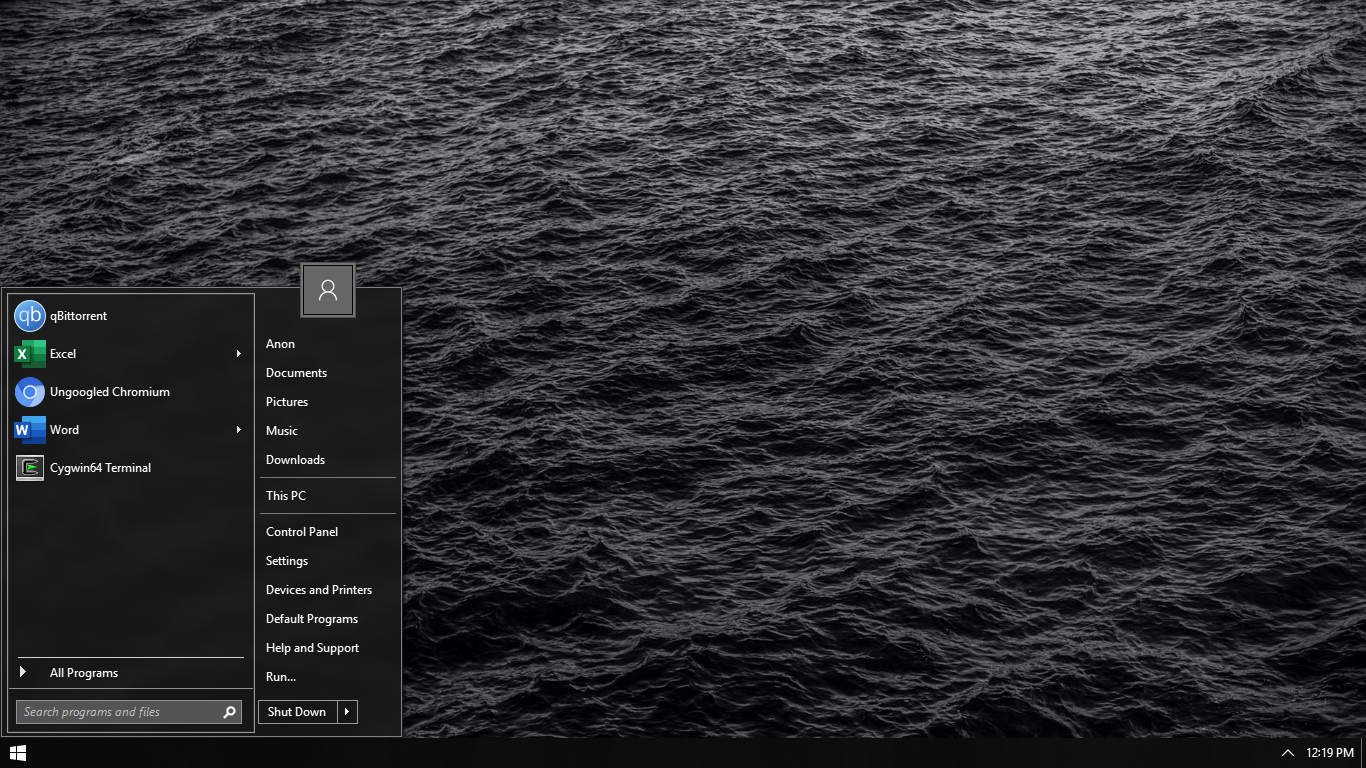 qb qBittorrent
X Excel
Ungoogled Chromium
W Word
Cygwin64 Terminal
All Programs
Search programs and files
Anon
Documents
Pictures
Music
Downloads
This PC
Control Panel
Settings
Devices and Printers
Default Programs
Help and Support
Run...
Shut Down
12:19 PM